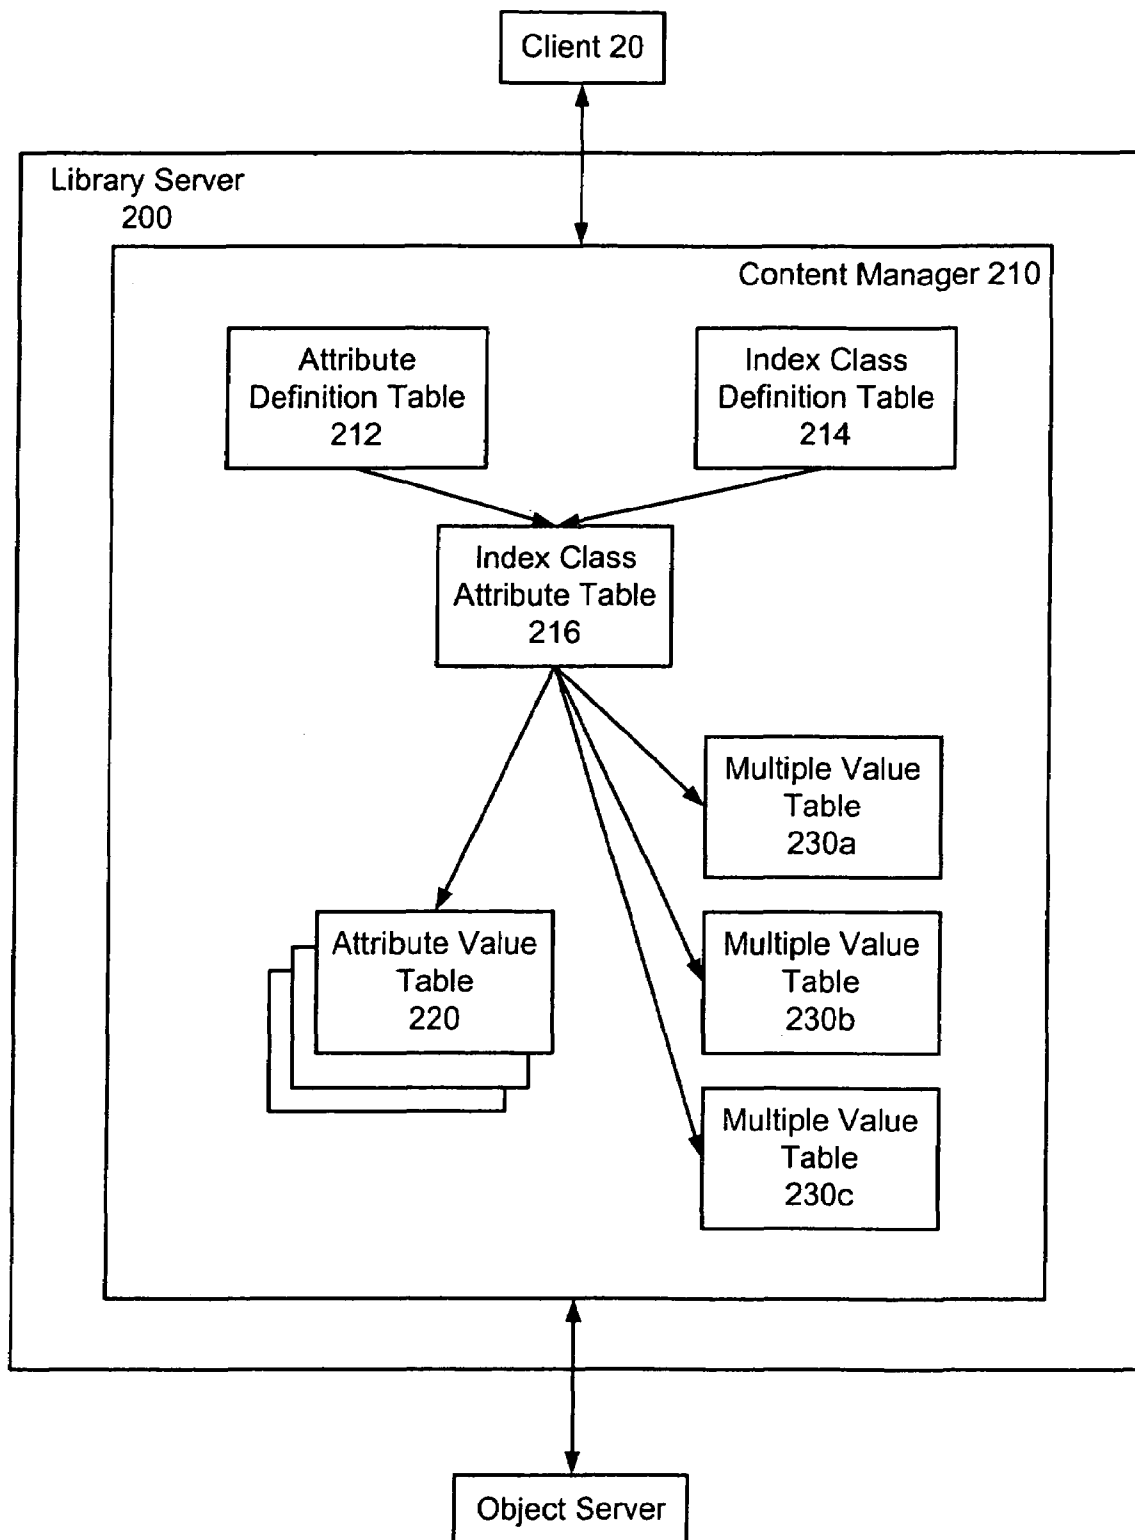 Client 20
Library Server
200
Content Manager 210
Attribute
Definition Table
212
Index Class
Definition Table
214
Index Class
Attribute Table
216
Multiple Value
Table
230a
Attribute Value
Table
220
Multiple Value
Table
230b
Multiple Value
Table
230c
Object Server